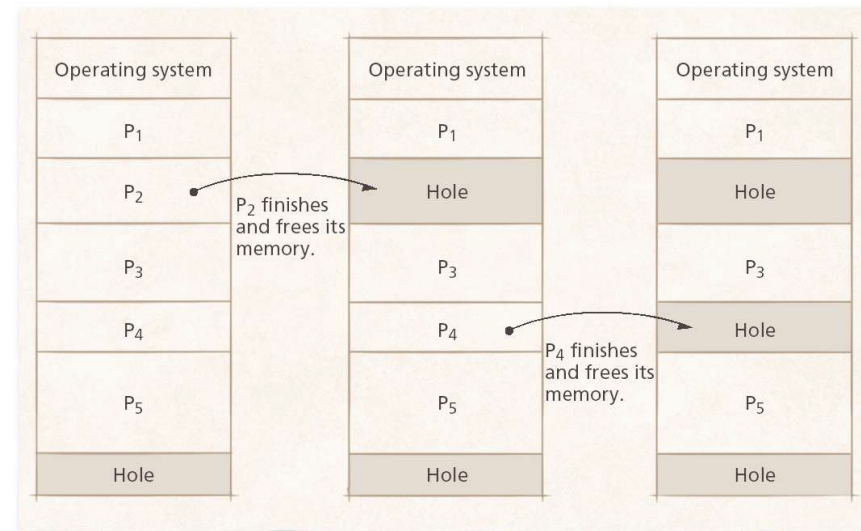 Operating system
P₁
P₂
P₃
P₄
P₅
Hole
P₂ finishes
and frees its
memory.
Operating system
P₁
Hole
P₃
P₄
P₅
Hole
P₄ finishes
and frees its
memory.
Operating system
P₁
Hole
P₃
Hole
P₅
Hole